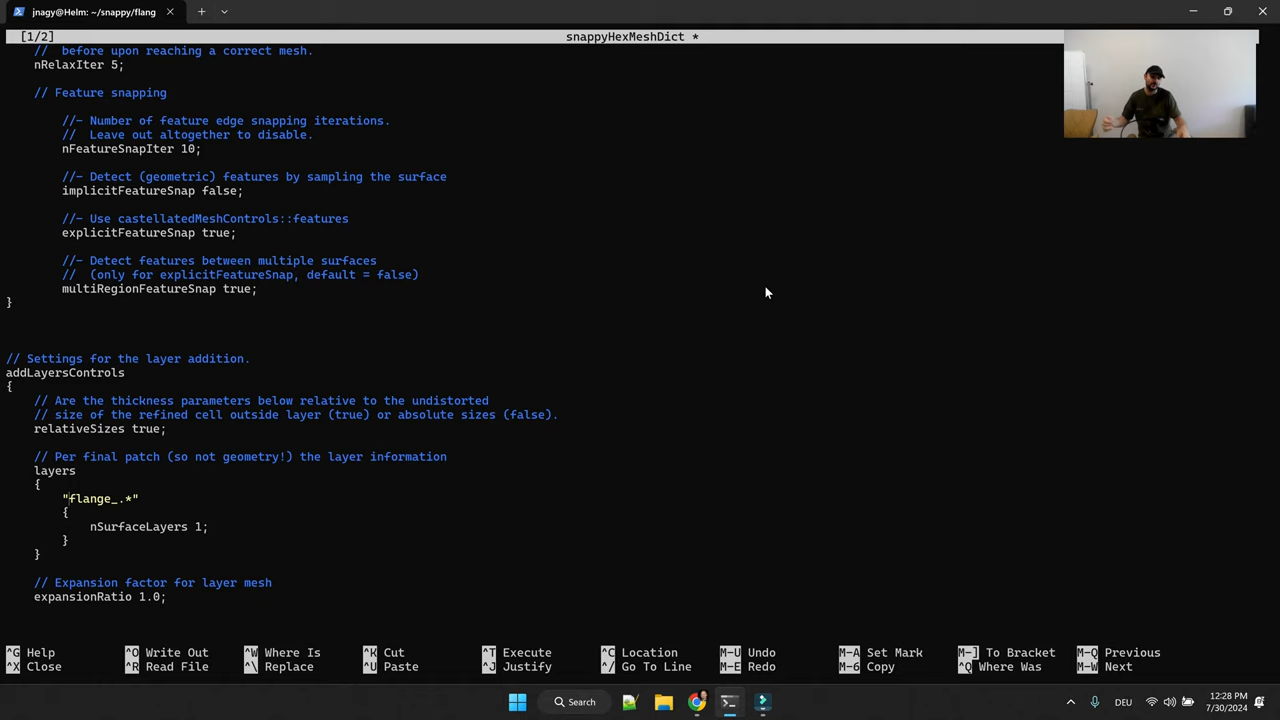 jnagy@Helm: ~/snappy/flang
[1/2] snappyHexMeshDict *
// before upon reaching a correct mesh.
nRelaxIter 5;
// Feature snapping
//- Number of feature edge snapping iterations.
// Leave out altogether to disable.
nFeatureSnapIter 10;
//- Detect (geometric) features by sampling the surface
implicitFeatureSnap false;
//- Use castellatedMeshControls::features
explicitFeatureSnap true;
//- Detect features between multiple surfaces
// (only for explicitFeatureSnap, default = false)
multiRegionFeatureSnap true;
}
// Settings for the layer addition.
addLayersControls
{
// Are the thickness parameters below relative to the undistorted
// size of the refined cell outside layer (true) or absolute sizes (false).
relativeSizes true;
// Per final patch (so not geometry!) the layer information
layers
{
"flange_.*"
{
nSurfaceLayers 1;
}
}
// Expansion factor for layer mesh
expansionRatio 1.0;
^G Help ^O Write Out ^W Where Is ^K Cut ^T Execute ^C Location M-U Undo M-A Set Mark M-] To Bracket M-Q Previous
^X Close ^R Read File ^\ Replace ^U Paste ^J Justify ^/ Go To Line M-E Redo M-6 Copy ^Q Where Was M-W Next
Search
DEU
12:28 PM
7/30/2024